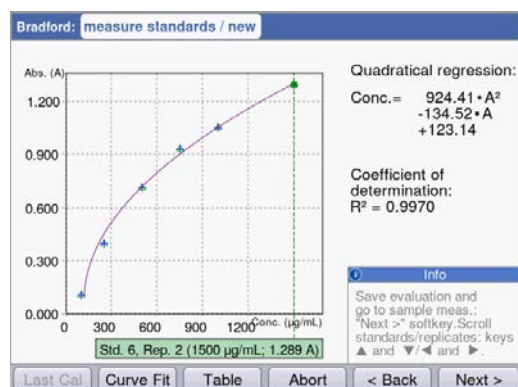 Bradford: measure standards / new
Abs. (A)
1.200
0.900
0.600
0.300
0.000
0 300 600 900 1200 Conc. (µg/mL)
Std. 6, Rep. 2 (1500 µg/mL; 1.289 A)
Quadratical regression:
Conc.= 924.41•A²
-134.52•A
+123.14
Coefficient of
determination:
R² = 0.9970
i Info
Save evaluation and
go to sample meas.:
"Next >" softkey.Scroll
standards/replicates: keys
▲ and ▼/◀ and ▶.
Last Cal Curve Fit Table Abort < Back Next >